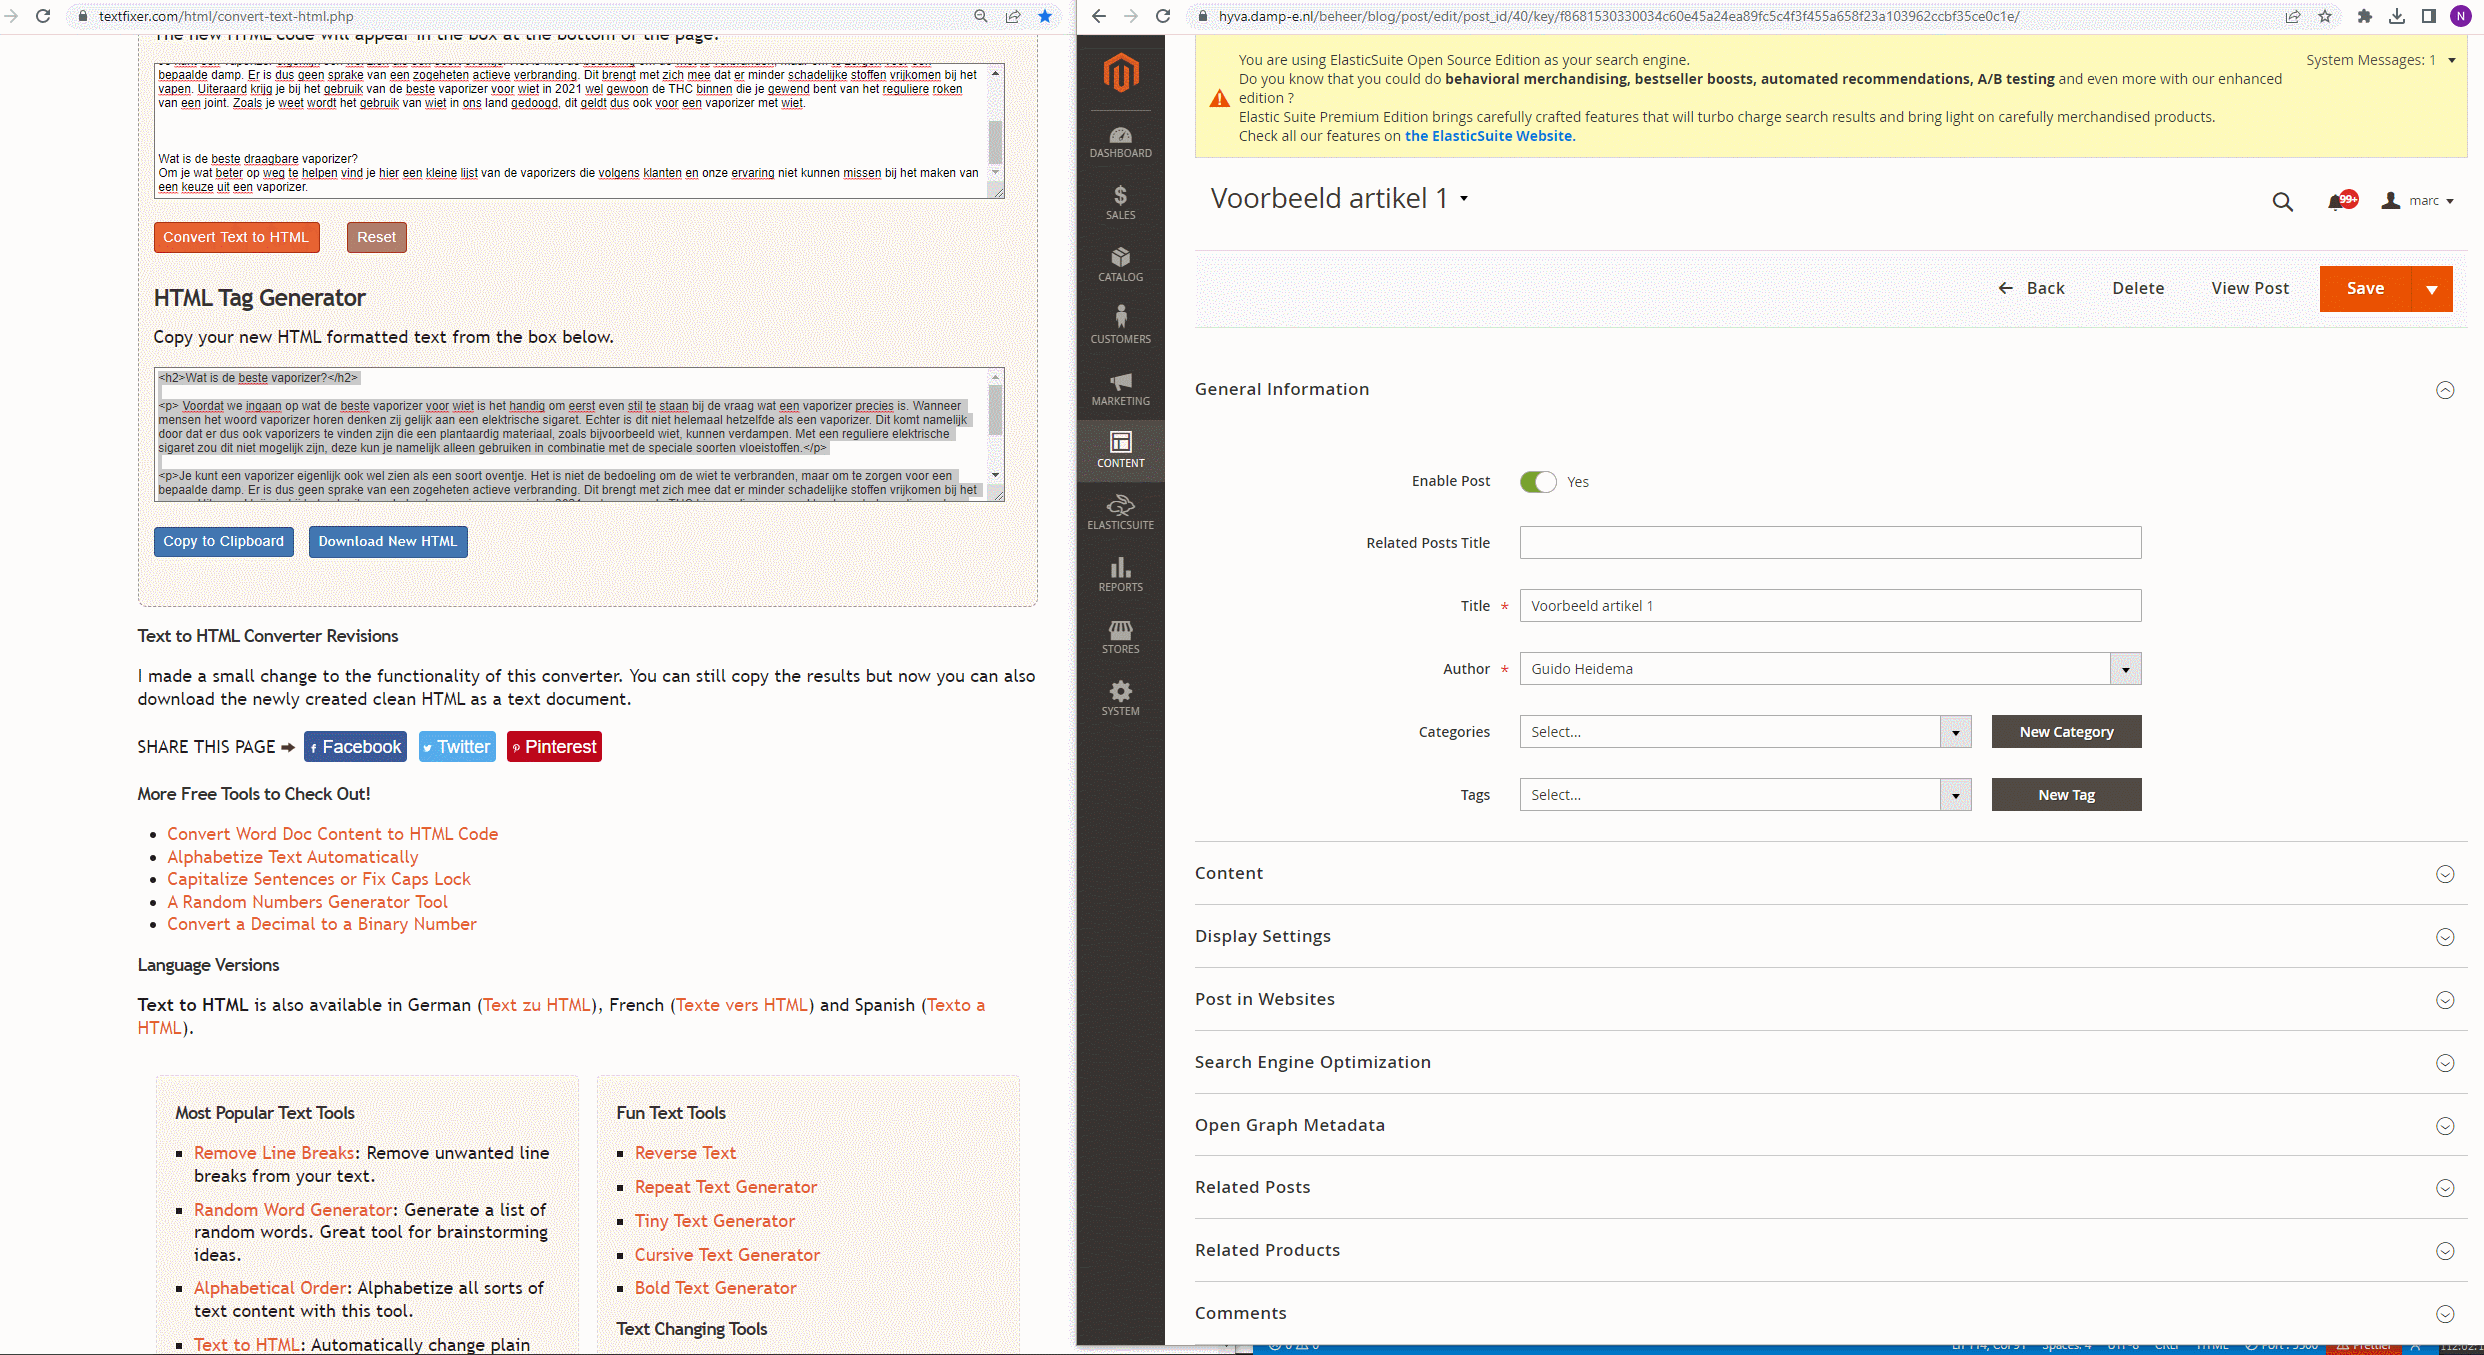 textfixer.com/html/convert-text-html.php
The new HTML code will appear in the box at the bottom of the page.
bepaalde damp. Er is dus geen sprake van een zogeheten actieve verbranding. Dit brengt met zich mee dat er minder schadelijke stoffen vrijkomen bij het
vapen. Uiteraard krijg je bij het gebruik van de beste vaporizer voor wiet in 2021 wel gewoon de THC binnen die je gewend bent van het reguliere roken
van een joint. Zoals je weet wordt het gebruik van wiet in ons land gedoogd, dit geldt dus ook voor een vaporizer met wiet.
Wat is de beste draagbare vaporizer?
Om je wat beter op weg te helpen vind je hier een kleine lijst van de vaporizers die volgens klanten en onze ervaring niet kunnen missen bij het maken van
een keuze uit een vaporizer.
Convert Text to HTML
Reset
HTML Tag Generator
Copy your new HTML formatted text from the box below.
<h2>Wat is de beste vaporizer?</h2>
<p> Voordat we ingaan op wat de beste vaporizer voor wiet is het handig om eerst even stil te staan bij de vraag wat een vaporizer precies is. Wanneer
mensen het woord vaporizer horen denken zij gelijk aan een elektrische sigaret. Echter is dit niet helemaal hetzelfde als een vaporizer. Dit komt namelijk
door dat er dus ook vaporizers te vinden zijn die een plantaardig materiaal, zoals bijvoorbeeld wiet, kunnen verdampen. Met een reguliere elektrische
sigaret zou dit niet mogelijk zijn, deze kun je namelijk alleen gebruiken in combinatie met de speciale soorten vloeistoffen.</p>
<p>Je kunt een vaporizer eigenlijk ook wel zien als een soort oventje. Het is niet de bedoeling om de wiet te verbranden, maar om te zorgen voor een
bepaalde damp. Er is dus geen sprake van een zogeheten actieve verbranding. Dit brengt met zich mee dat er minder schadelijke stoffen vrijkomen bij het
Copy to Clipboard
Download New HTML
Text to HTML Converter Revisions
I made a small change to the functionality of this converter. You can still copy the results but now you can also
download the newly created clean HTML as a text document.
SHARE THIS PAGE ➡ Facebook Twitter Pinterest
More Free Tools to Check Out!
• Convert Word Doc Content to HTML Code
• Alphabetize Text Automatically
• Capitalize Sentences or Fix Caps Lock
• A Random Numbers Generator Tool
• Convert a Decimal to a Binary Number
Language Versions
Text to HTML is also available in German (Text zu HTML), French (Texte vers HTML) and Spanish (Texto a
HTML).
Most Popular Text Tools
▪ Remove Line Breaks: Remove unwanted line
breaks from your text.
▪ Random Word Generator: Generate a list of
random words. Great tool for brainstorming
ideas.
▪ Alphabetical Order: Alphabetize all sorts of
text content with this tool.
▪ Text to HTML: Automatically change plain
Fun Text Tools
▪ Reverse Text
▪ Repeat Text Generator
▪ Tiny Text Generator
▪ Cursive Text Generator
▪ Bold Text Generator
Text Changing Tools
hyva.damp-e.nl/beheer/blog/post/edit/post_id/40/key/f8681530330034c60e45a24ea89fc5c4f3f455a658f23a103962ccbf35ce0c1e/
N
You are using ElasticSuite Open Source Edition as your search engine.
System Messages: 1
Do you know that you could do behavioral merchandising, bestseller boosts, automated recommendations, A/B testing and even more with our enhanced
edition ?
Elastic Suite Premium Edition brings carefully crafted features that will turbo charge search results and bring light on carefully merchandised products.
Check all our features on the ElasticSuite Website.
DASHBOARD
SALES
CATALOG
CUSTOMERS
MARKETING
CONTENT
ELASTICSUITE
REPORTS
STORES
SYSTEM
Voorbeeld artikel 1
99+
marc
Back
Delete
View Post
Save
General Information
Enable Post
Yes
Related Posts Title
Title *
Voorbeeld artikel 1
Author *
Guido Heidema
Categories
Select...
New Category
Tags
Select...
New Tag
Content
Display Settings
Post in Websites
Search Engine Optimization
Open Graph Metadata
Related Posts
Related Products
Comments